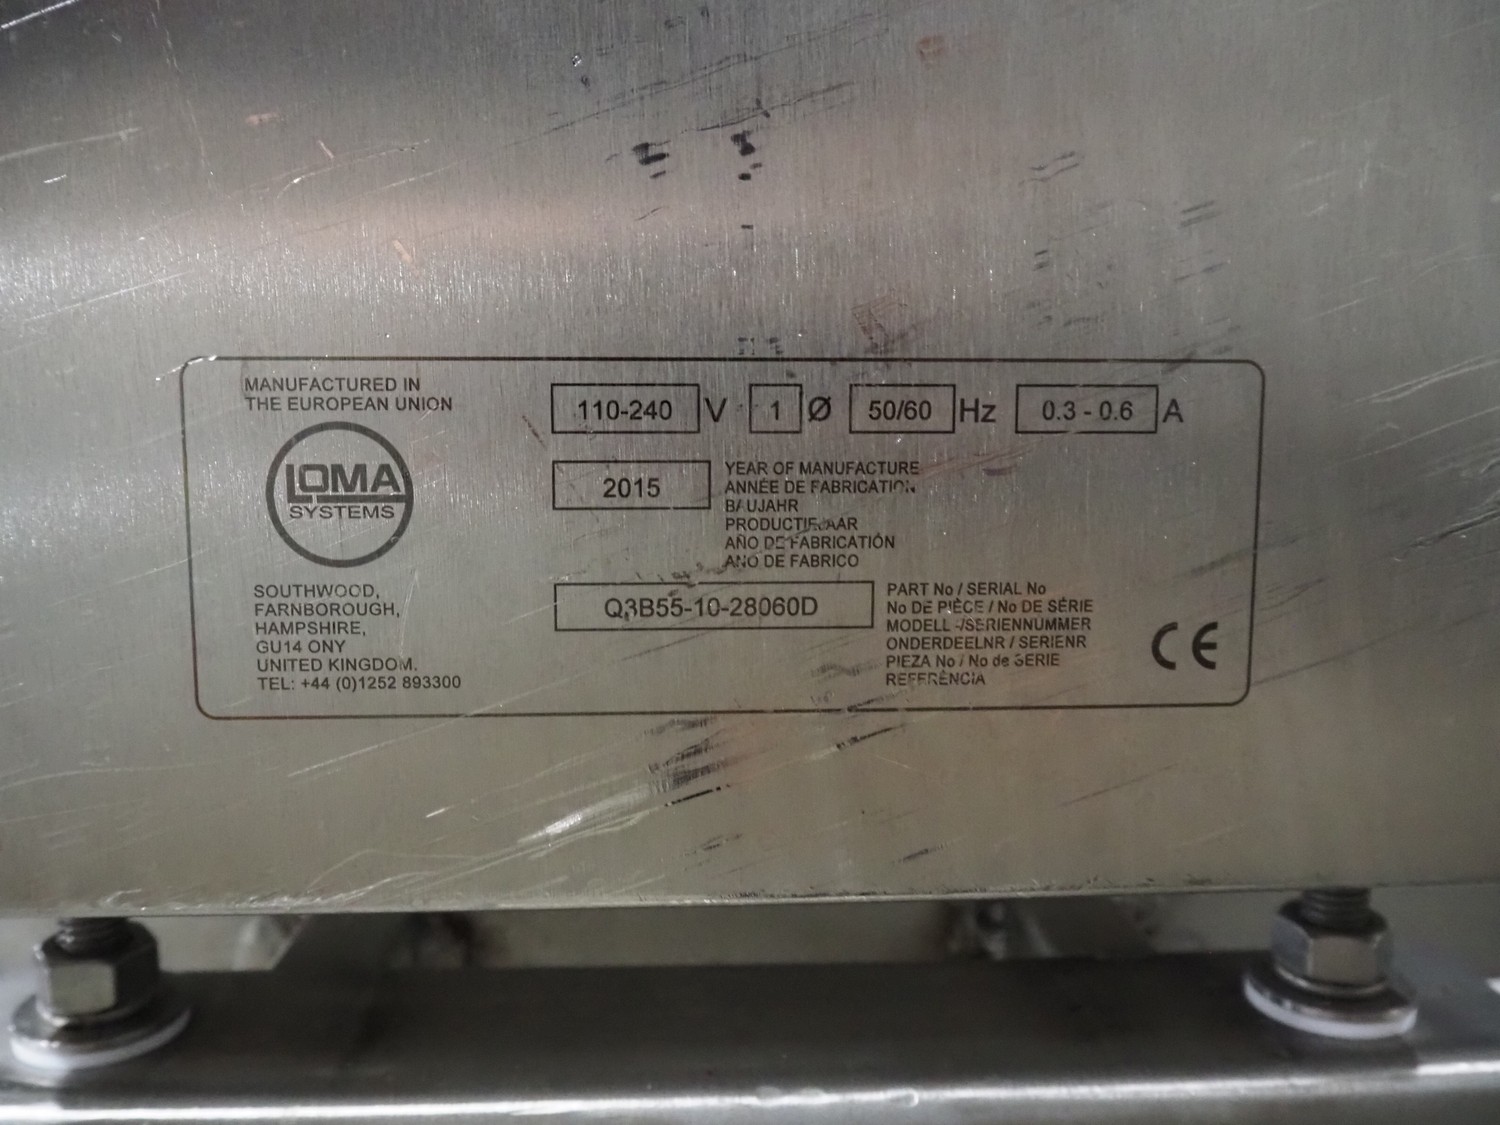 MANUFACTURED IN
THE EUROPEAN UNION
LOMA
SYSTEMS
SOUTHWOOD,
FARNBOROUGH,
HAMPSHIRE,
GU14 ONY
UNITED KINGDOM.
TEL: +44 (0)1252 893300
110-240 V 1 Ø 50/60 Hz 0.3 - 0.6 A
2015
YEAR OF MANUFACTURE
ANNÉE DE FABRICATION
BAUJAHR
PRODUCTIEJAAR
AÑO DE FABRICATIÓN
ANO DE FABRICO
Q3B55-10-28060D
PART No / SERIAL No
No DE PIÈCE / No DE SÉRIE
MODELL -/SERIENNUMMER
ONDERDEELNR / SERIENR
PIEZA No / No de SERIE
REFERÊNCIA
CE